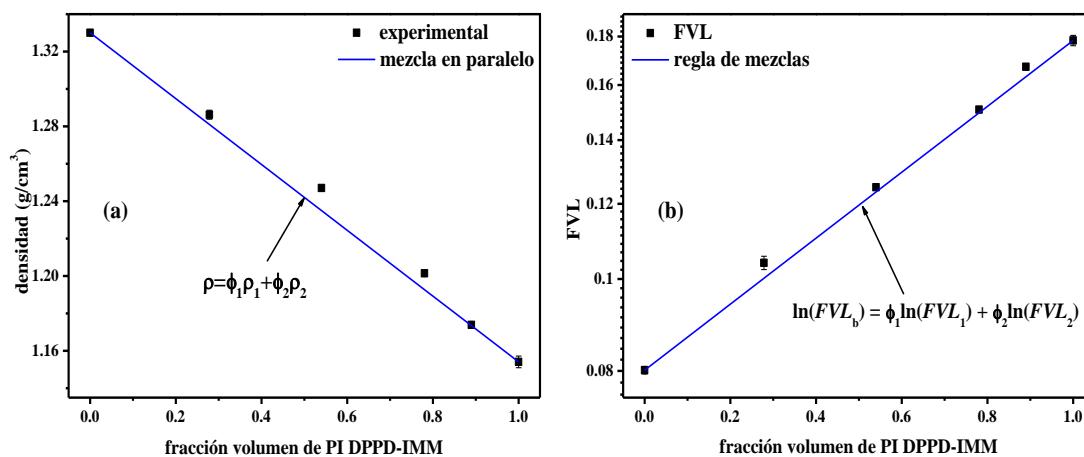 experimental
mezcla en paralelo
1.32
1.28
1.24
1.20
1.16
densidad (g/cm³)
(a)
ρ=ϕ₁ρ₁+ϕ₂ρ₂
0.0 0.2 0.4 0.6 0.8 1.0
fracción volumen de PI DPPD-IMM
FVL
regla de mezclas
0.18
0.16
0.14
0.12
0.1
0.08
FVL
(b)
ln(FVL_b) = ϕ₁ln(FVL₁) + ϕ₂ln(FVL₂)
0.0 0.2 0.4 0.6 0.8 1.0
fracción volumen de PI DPPD-IMM